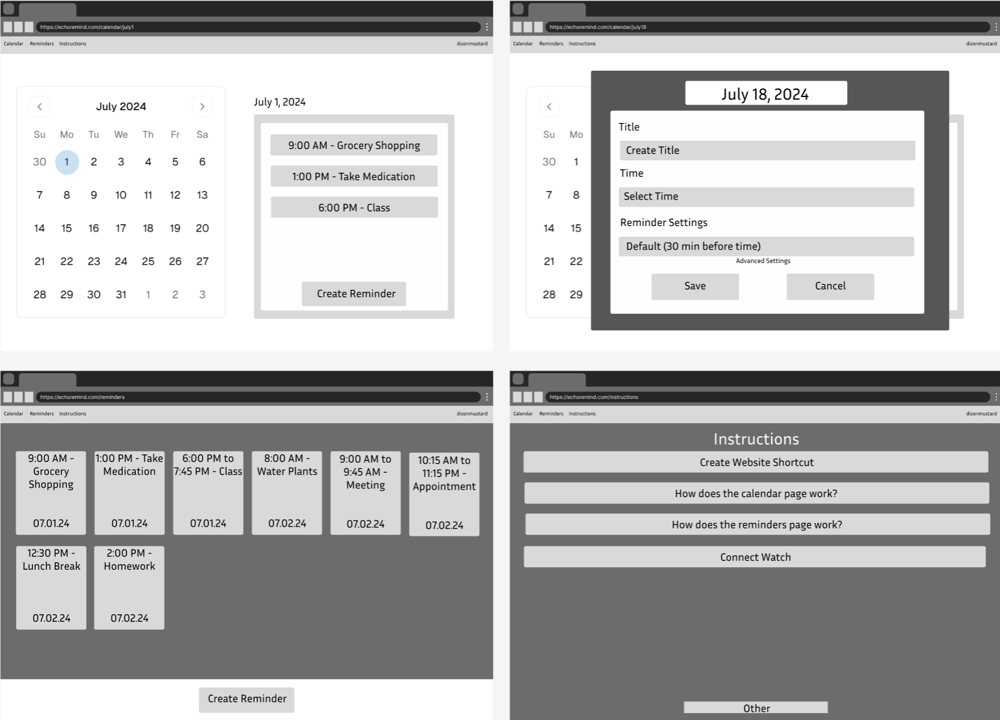 https://echoremind.com/calendar/july1
Calendar Reminders Instructions dizonmustard
July 2024
Su Mo Tu We Th Fr Sa
30 1 2 3 4 5 6
7 8 9 10 11 12 13
14 15 16 17 18 19 20
21 22 23 24 25 26 27
28 29 30 31 1 2 3
July 1, 2024
9:00 AM - Grocery Shopping
1:00 PM - Take Medication
6:00 PM - Class
Create Reminder
https://echoremind.com/calendar/july18
Calendar Reminders Instructions dizonmustard
Su Mo
30 1
7 8
14 15
21 22
28 29
July 18, 2024
Title
Create Title
Time
Select Time
Reminder Settings
Default (30 min before time)
Advanced Settings
Save Cancel
https://echoremind.com/reminders
Calendar Reminders Instructions dizonmustard
9:00 AM -
Grocery
Shopping
07.01.24
1:00 PM - Take
Medication
07.01.24
6:00 PM to
7:45 PM - Class
07.01.24
8:00 AM -
Water Plants
07.02.24
9:00 AM to
9:45 AM -
Meeting
07.02.24
10:15 AM to
11:15 PM -
Appointment
07.02.24
12:30 PM -
Lunch Break
07.02.24
2:00 PM -
Homework
07.02.24
Create Reminder
https://echoremind.com/instructions
Calendar Reminders Instructions dizonmustard
Instructions
Create Website Shortcut
How does the calendar page work?
How does the reminders page work?
Connect Watch
Other